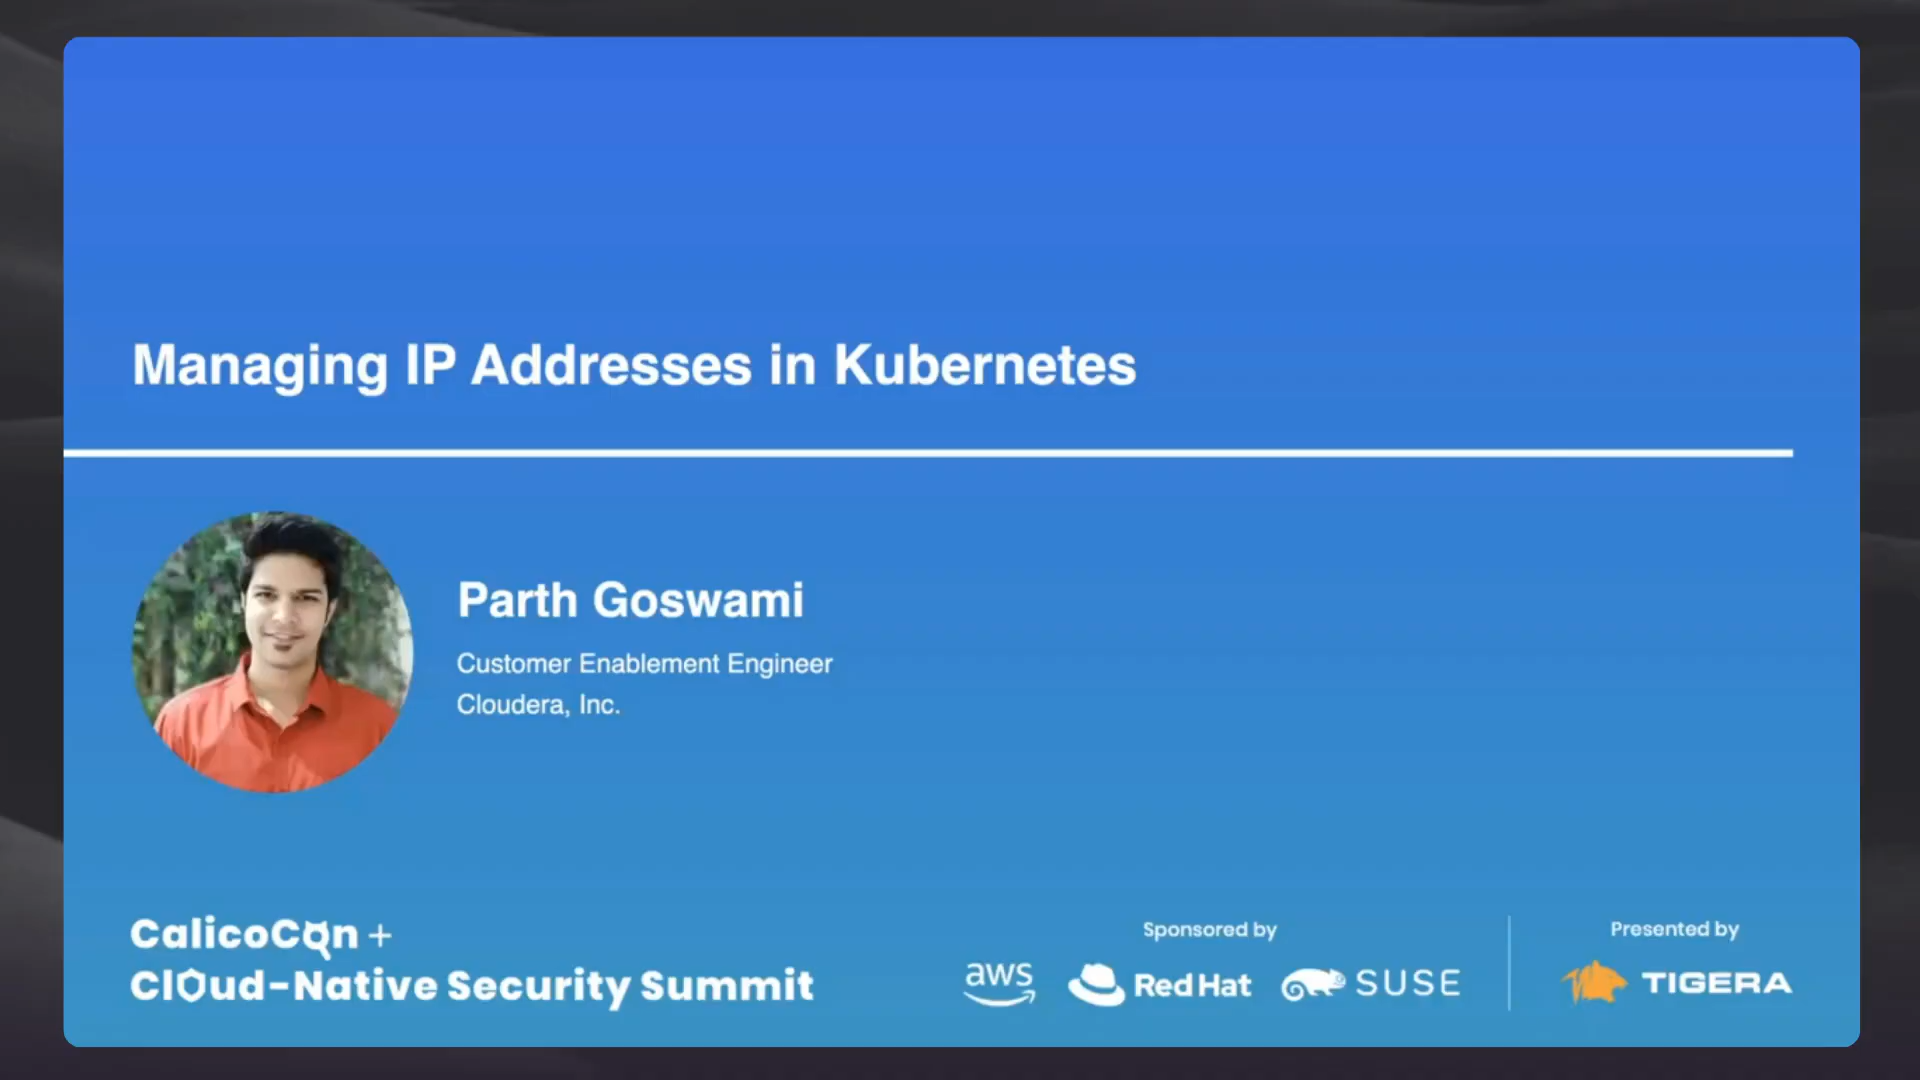 Managing IP Addresses in Kubernetes
Parth Goswami
Customer Enablement Engineer
Cloudera, Inc.
CalicoCon +
Cloud-Native Security Summit
Sponsored by
aws
Red Hat
SUSE
Presented by
TIGERA